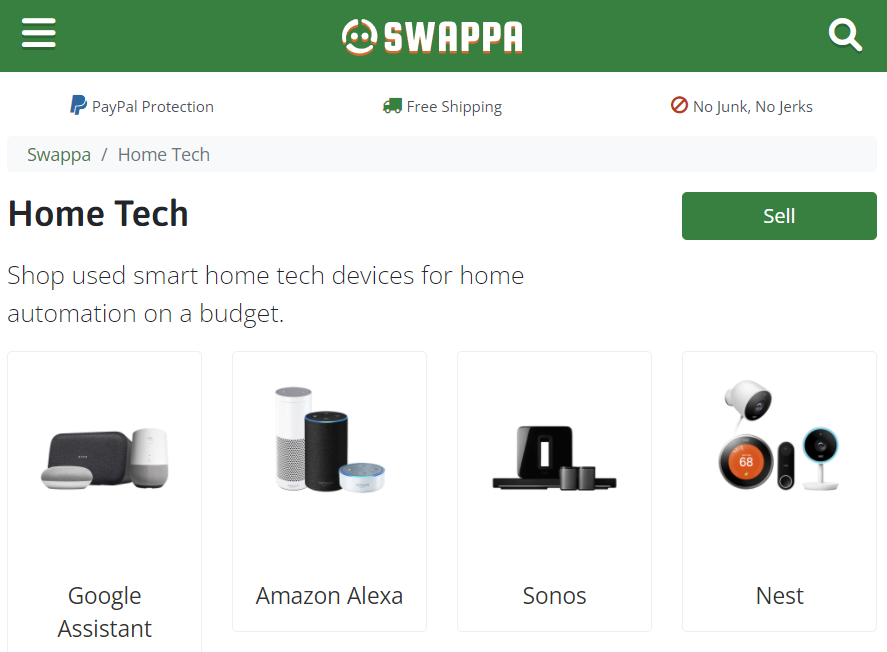 SWAPPA
PayPal Protection
Free Shipping
No Junk, No Jerks
Swappa / Home Tech
Home Tech
Sell
Shop used smart home tech devices for home
automation on a budget.
68
Google
Assistant
Amazon Alexa
Sonos
Nest